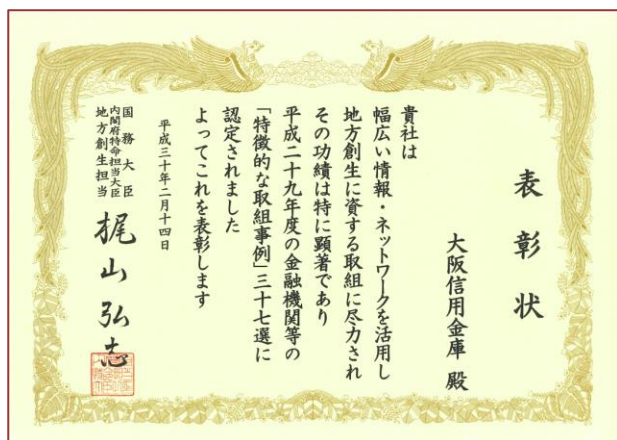 表彰状
大阪信用金庫 殿
貴社は
幅広い情報・ネットワークを活用し
地方創生に資する取組に尽力され
その功績は特に顕著であり
平成二十九年度の金融機関等の
「特徴的な取組事例」三十七選に
認定されました
よってこれを表彰します
平成三十年二月十四日
国務大臣
内閣府特命担当大臣
地方創生担当
梶山弘志